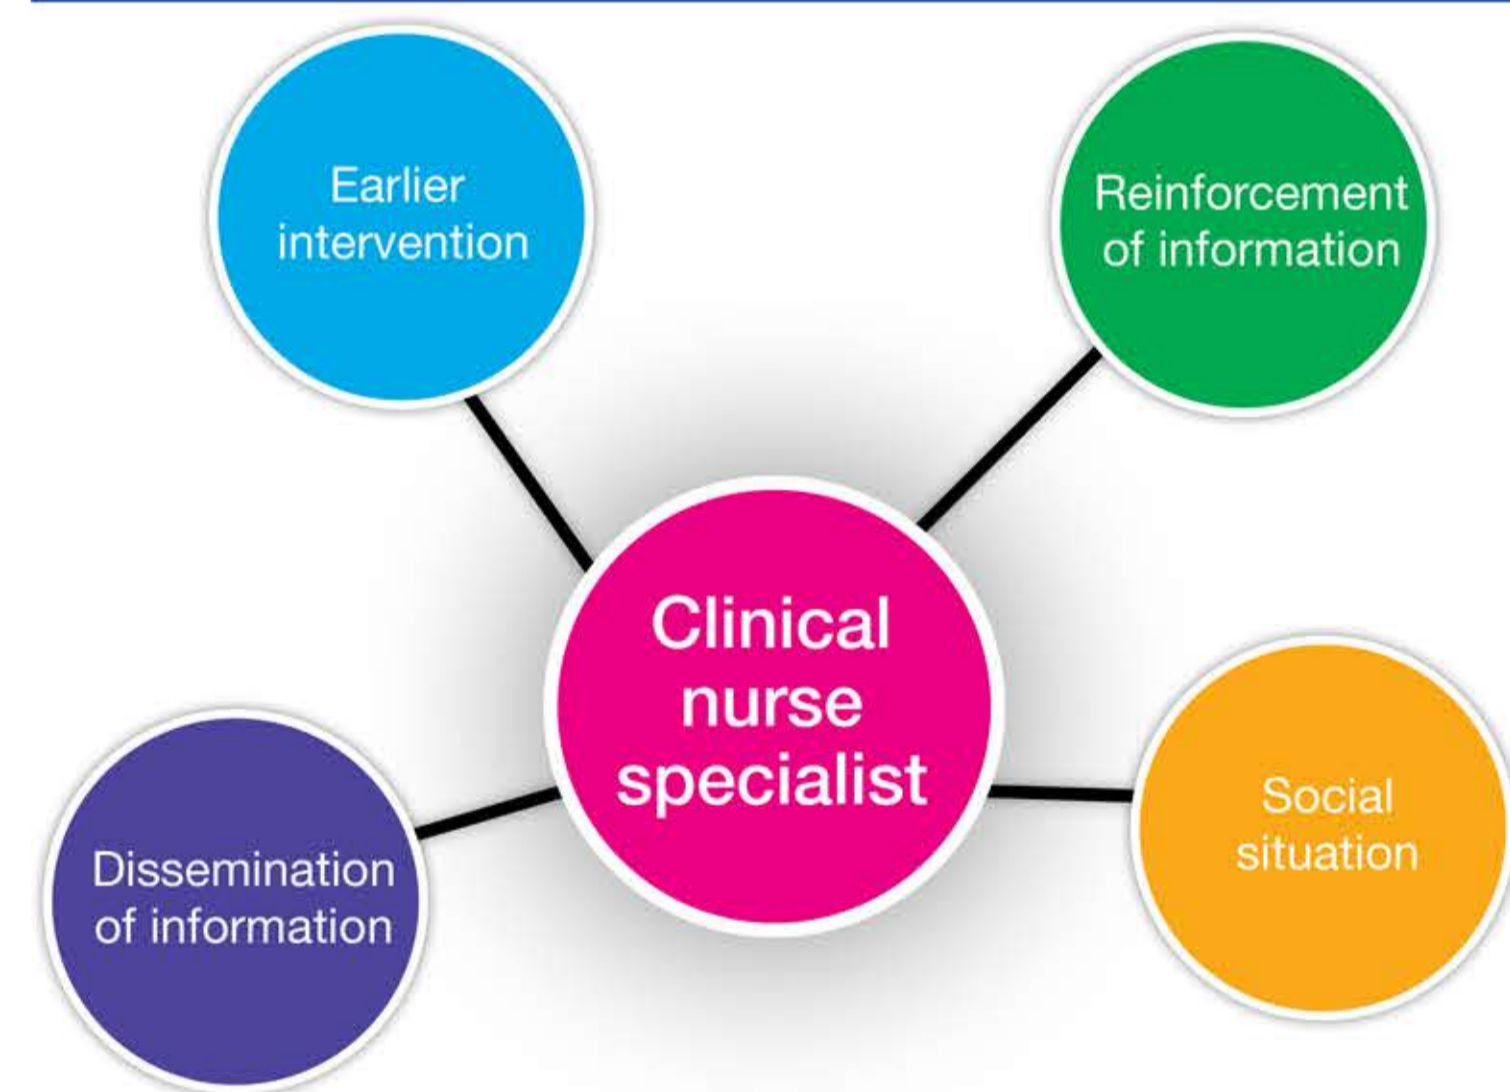 Earlier
intervention
Reinforcement
of information
Clinical
nurse
specialist
Social
situation
Dissemination
of information